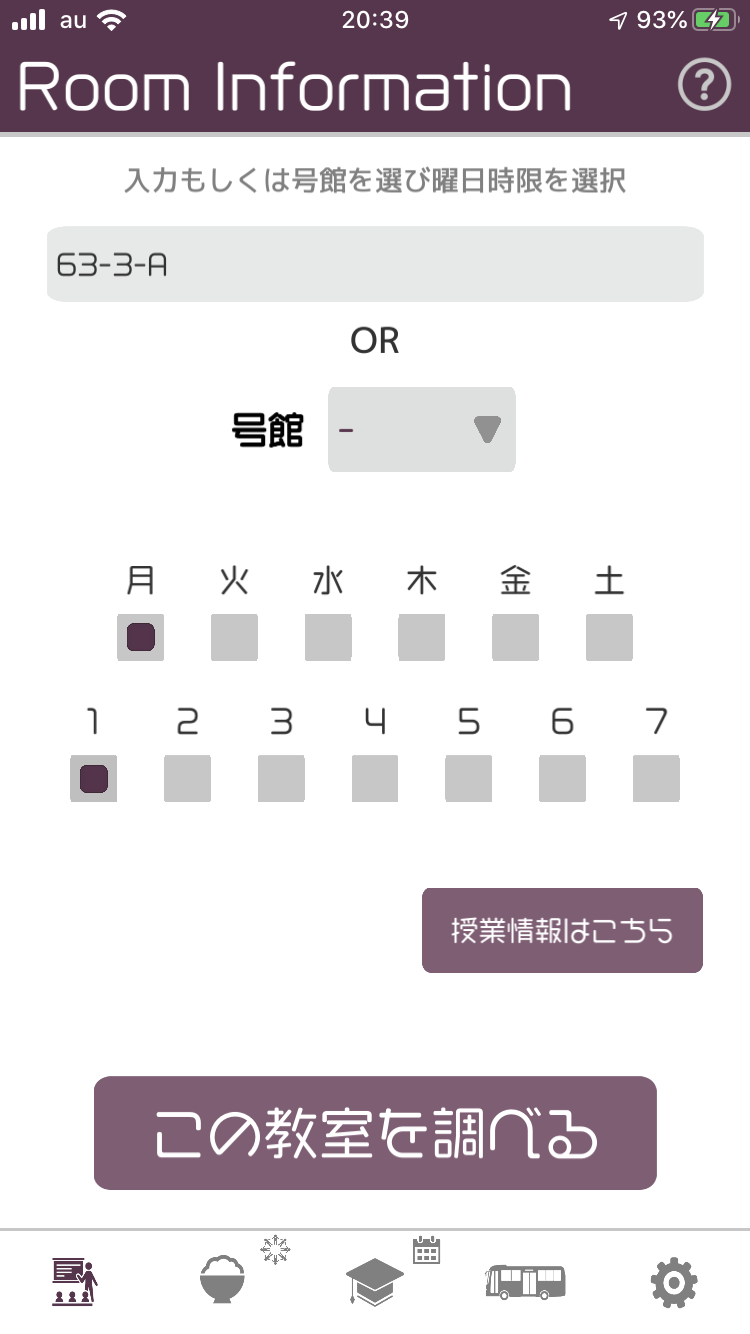 au 20:39 93%
Room Information ?
入力もしくは号館を選び曜日時限を選択
63-3-A
OR
号館 -
月 火 水 木 金 土
1 2 3 4 5 6 7
授業情報はこちら
この教室を調べる